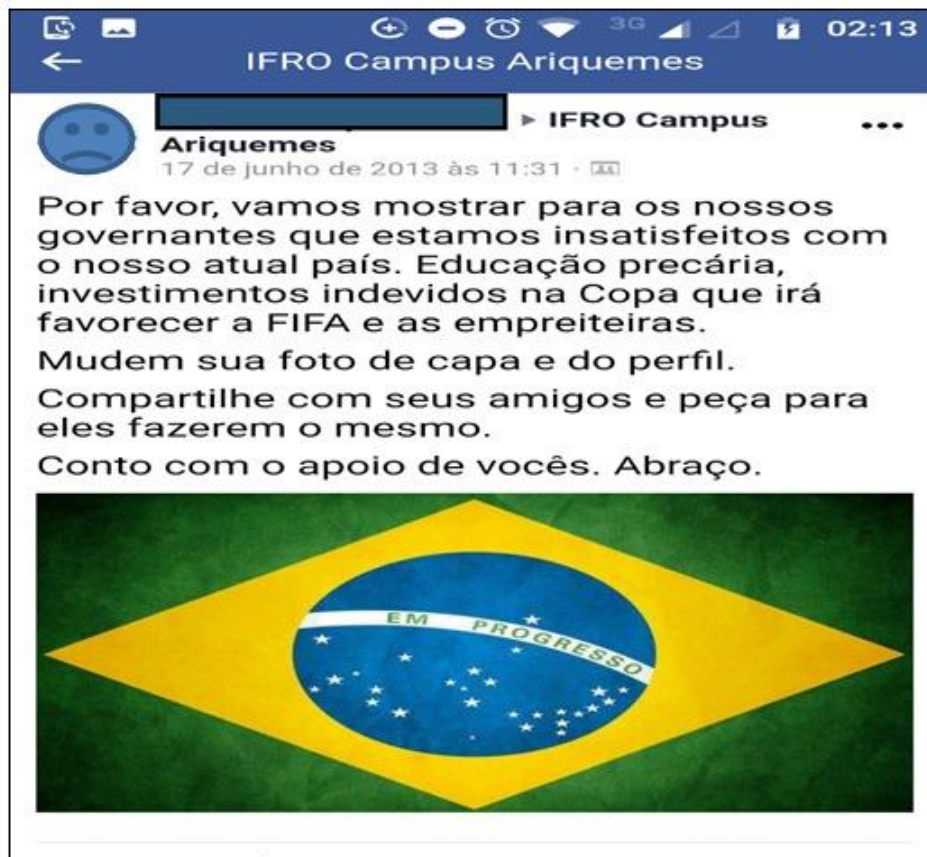 3G 02:13
IFRO Campus Ariquemes
▸ IFRO Campus
Ariquemes
17 de junho de 2013 às 11:31 ·
Por favor, vamos mostrar para os nossos
governantes que estamos insatisfeitos com
o nosso atual país. Educação precária,
investimentos indevidos na Copa que irá
favorecer a FIFA e as empreiteiras.
Mudem sua foto de capa e do perfil.
Compartilhe com seus amigos e peça para
eles fazerem o mesmo.
Conto com o apoio de vocês. Abraço.
EM PROGRESSO